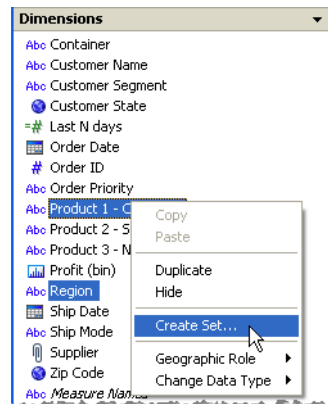 Dimensions
Abc Container
Abc Customer Name
Abc Customer Segment
Customer State
=# Last N days
Order Date
# Order ID
Abc Order Priority
Abc Product 1 - C
Abc Product 2 - S
Abc Product 3 - N
Profit (bin)
Abc Region
Ship Date
Abc Ship Mode
Supplier
Zip Code
Abc Measure Names
Copy
Paste
Duplicate
Hide
Create Set...
Geographic Role
Change Data Type